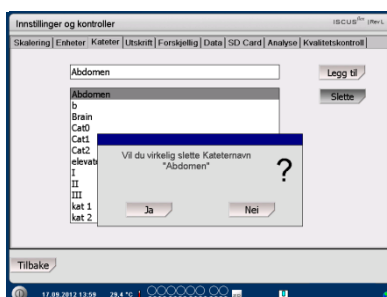 Innstillinger og kontroller
ISCUSflex (Rev L
Skalering Enheter Kateter Utskrift Forskjellig Data SD Card Analyse Kvalitetskontroll
Abdomen
Legg til
Abdomen
Slette
b
Brain
Cat0
Cat1
Cat2
elevat
I
II
III
kat 1
kat 2
Vil du virkelig slette Kateternavn
"Abdomen"
?
Ja
Nei
Tilbake
17.09.2012 13:59 29,4 °C